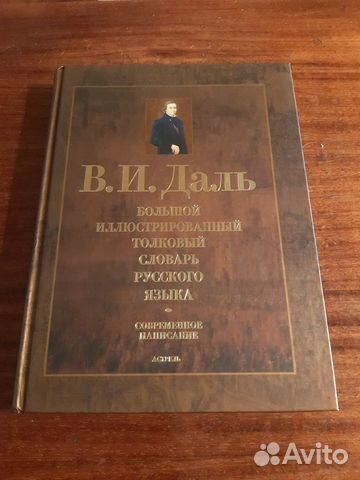 В.И. Даль
БОЛЬШОЙ
ИЛЛЮСТРИРОВАННЫЙ
ТОЛКОВЫЙ
СЛОВАРЬ
РУССКОГО
ЯЗЫКА
СОВРЕМЕННОЕ
НАПИСАНИЕ
АСТРЕЛЬ
Avito